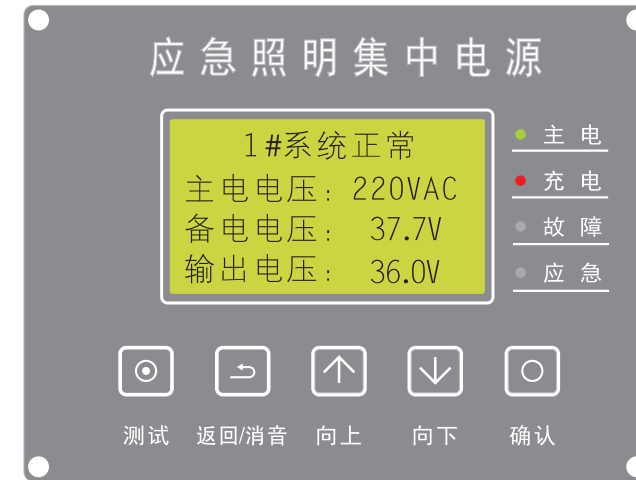 应急照明集中电源
1#系统正常
主电电压: 220VAC
备电电压: 37.7V
输出电压: 36.0V
主电
充电
故障
应急
测试 返回/消音 向上 向下 确认